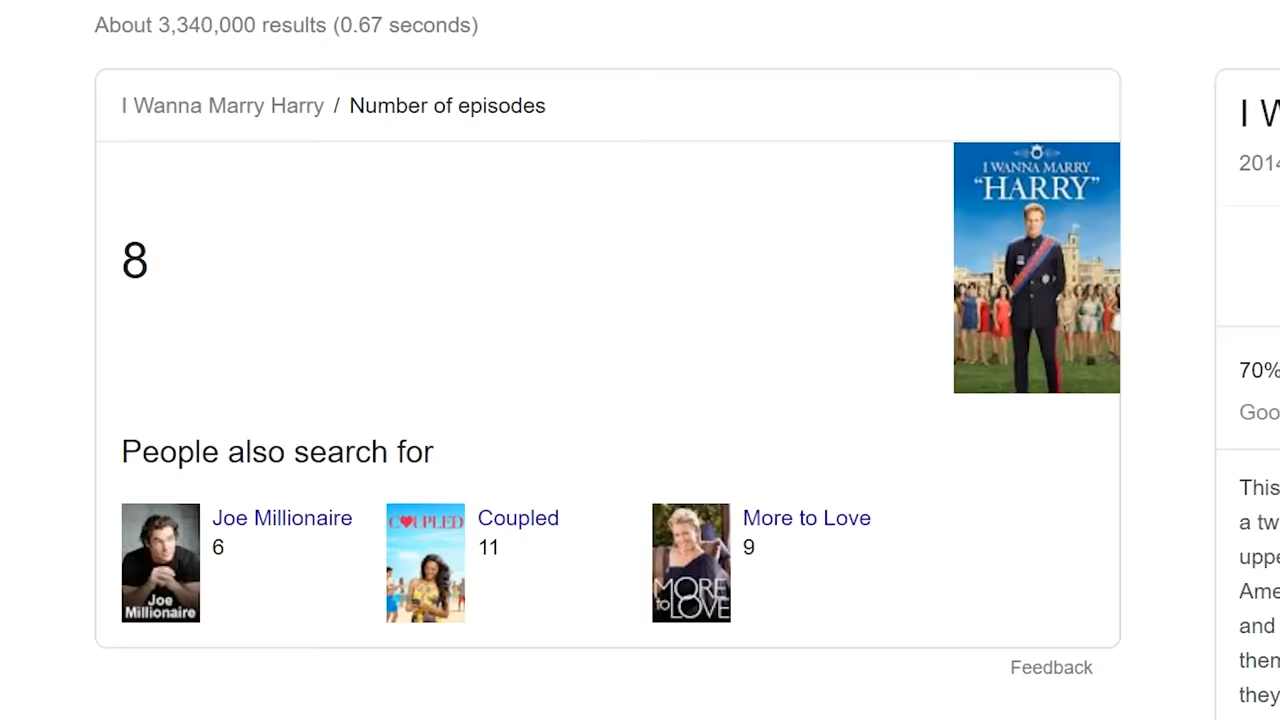 About 3,340,000 results (0.67 seconds)
I Wanna Marry Harry / Number of episodes
8
I WANNA MARRY
“HARRY”
People also search for
Joe Millionaire
6
Joe
Millionaire
Coupled
11
COUPLED
More to Love
9
MORE
to LOVE
Feedback
I W
2014
70%
Goo
This
a tw
uppe
Ame
and
them
they